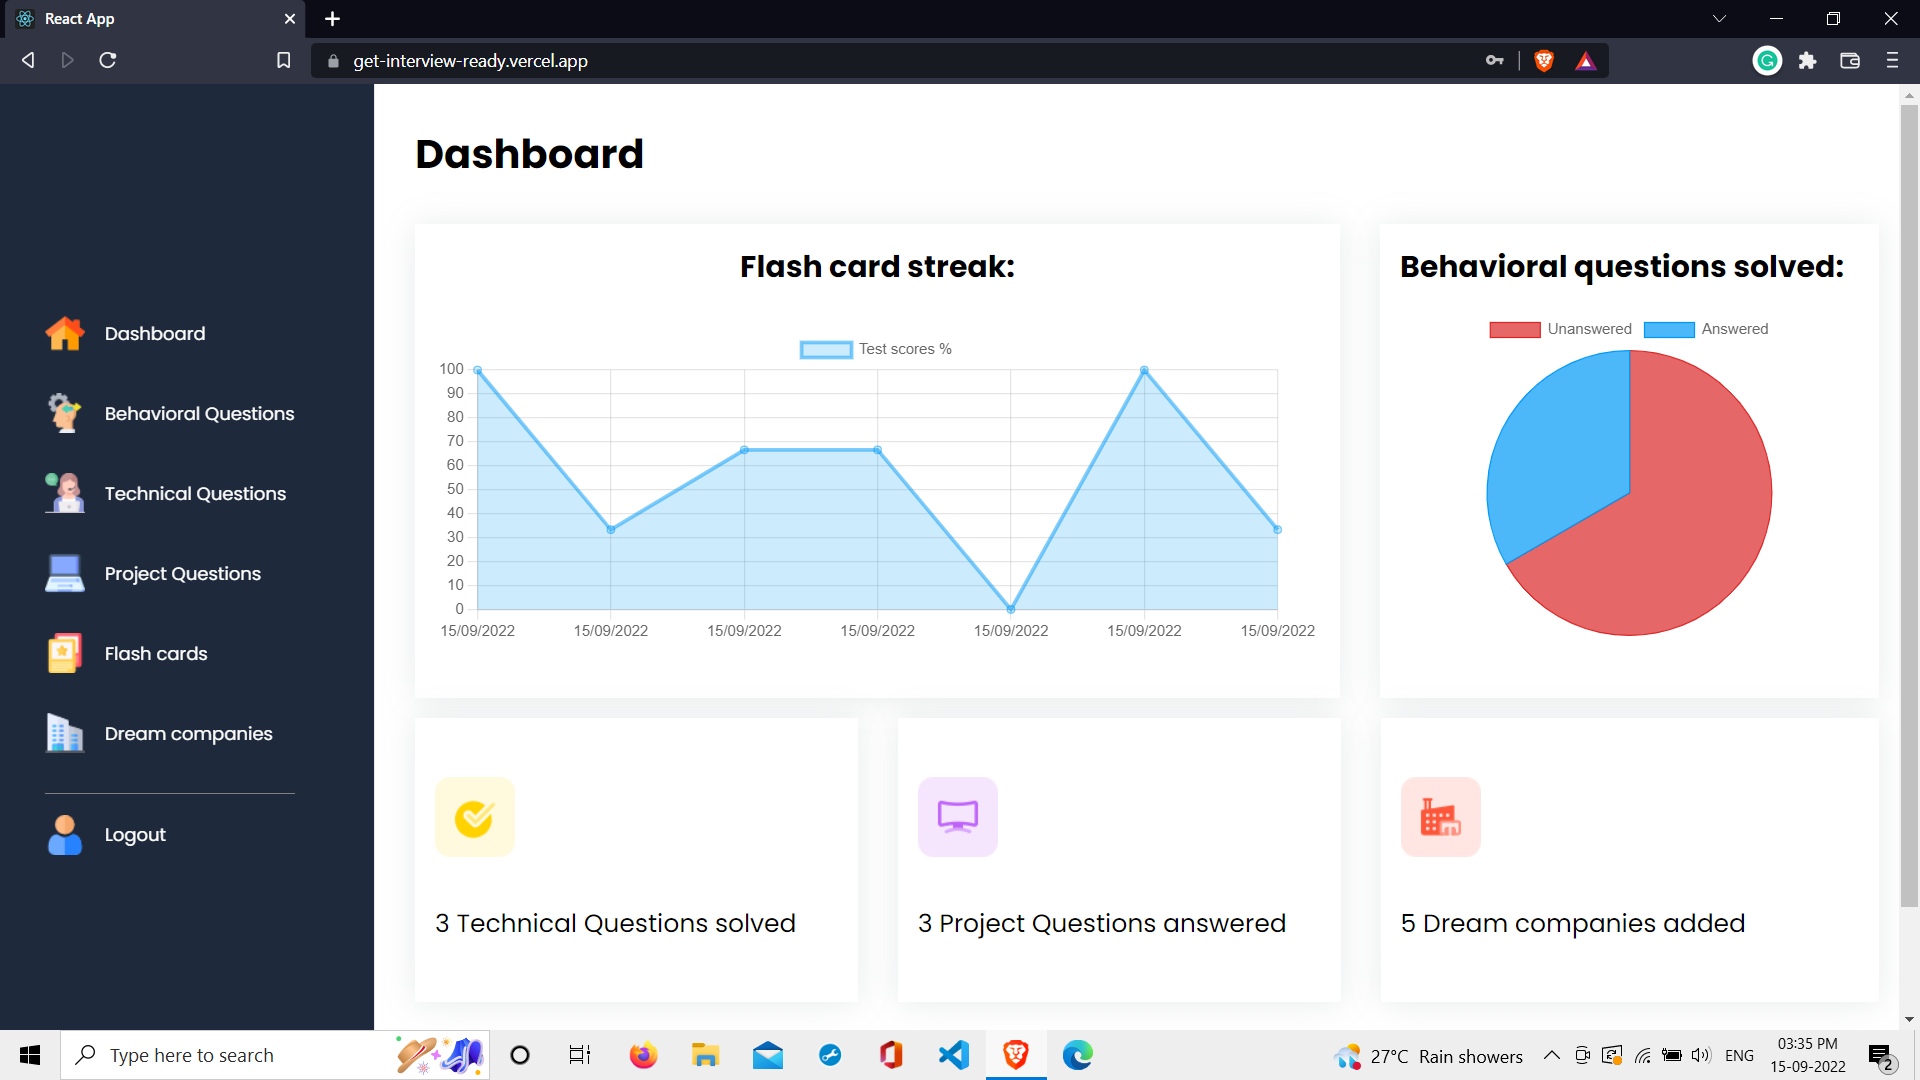 React App
get-interview-ready.vercel.app
Dashboard
Behavioral Questions
Technical Questions
Project Questions
Flash cards
Dream companies
Logout
Dashboard
Flash card streak:
Test scores %
100
90
80
70
60
50
40
30
20
10
0
15/09/2022 15/09/2022 15/09/2022 15/09/2022 15/09/2022 15/09/2022 15/09/2022
Behavioral questions solved:
Unanswered Answered
3 Technical Questions solved
3 Project Questions answered
5 Dream companies added
Type here to search
27°C Rain showers
ENG
03:35 PM
15-09-2022
2